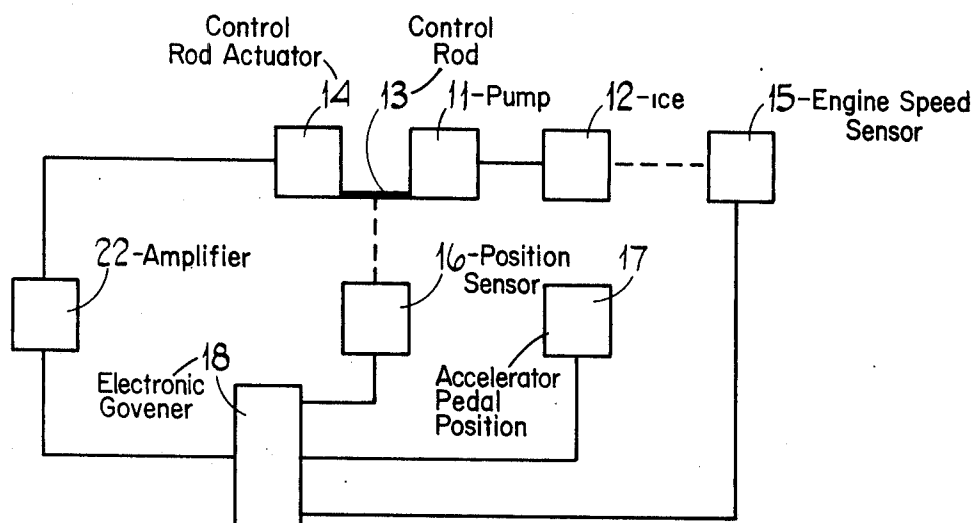 Control
Rod Actuator
14
Control
Rod
13
11-Pump
12-ice
15-Engine Speed
Sensor
22-Amplifier
16-Position
Sensor
17
Accelerator
Pedal
Position
18
Electronic
Govener